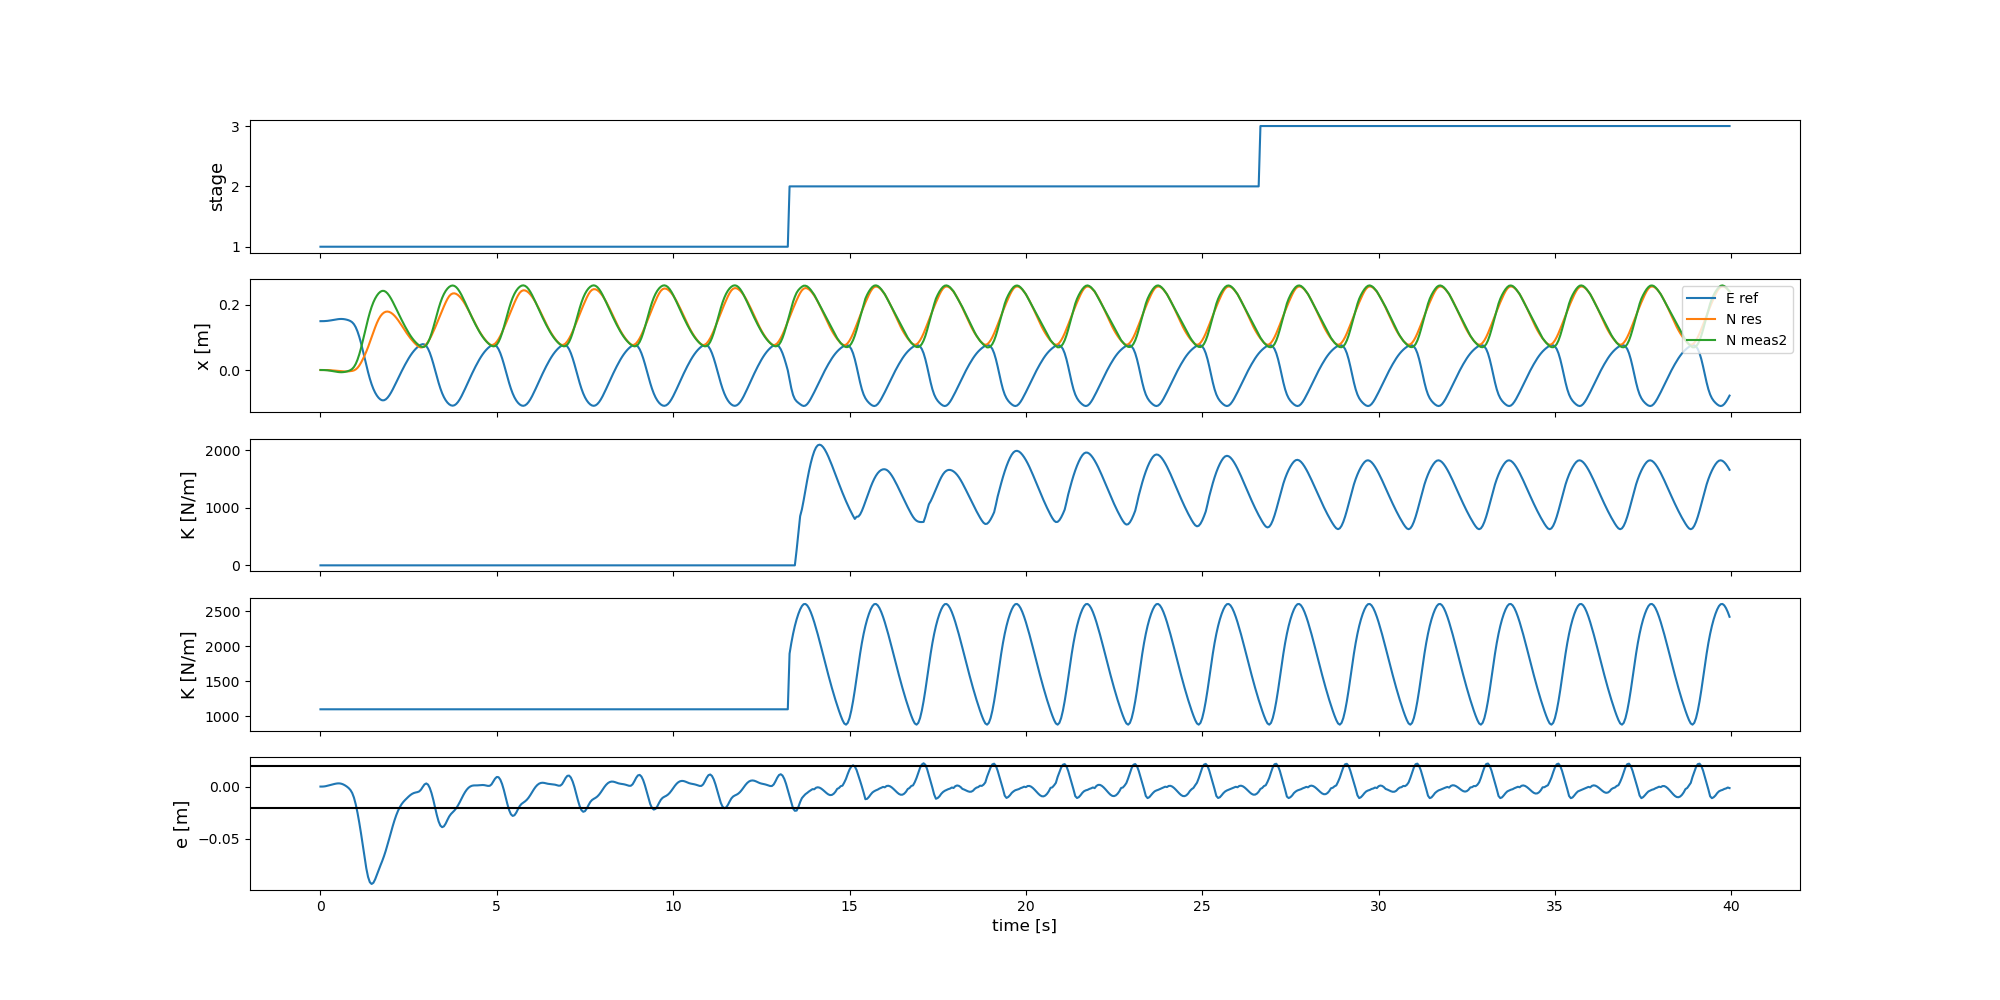 3
2
1
stage
0.2
0.0
x [m]
E ref
N res
N meas2
2000
1000
0
K [N/m]
2500
2000
1500
1000
K [N/m]
0.00
−0.05
e [m]
0 5 10 15 20 25 30 35 40
time [s]